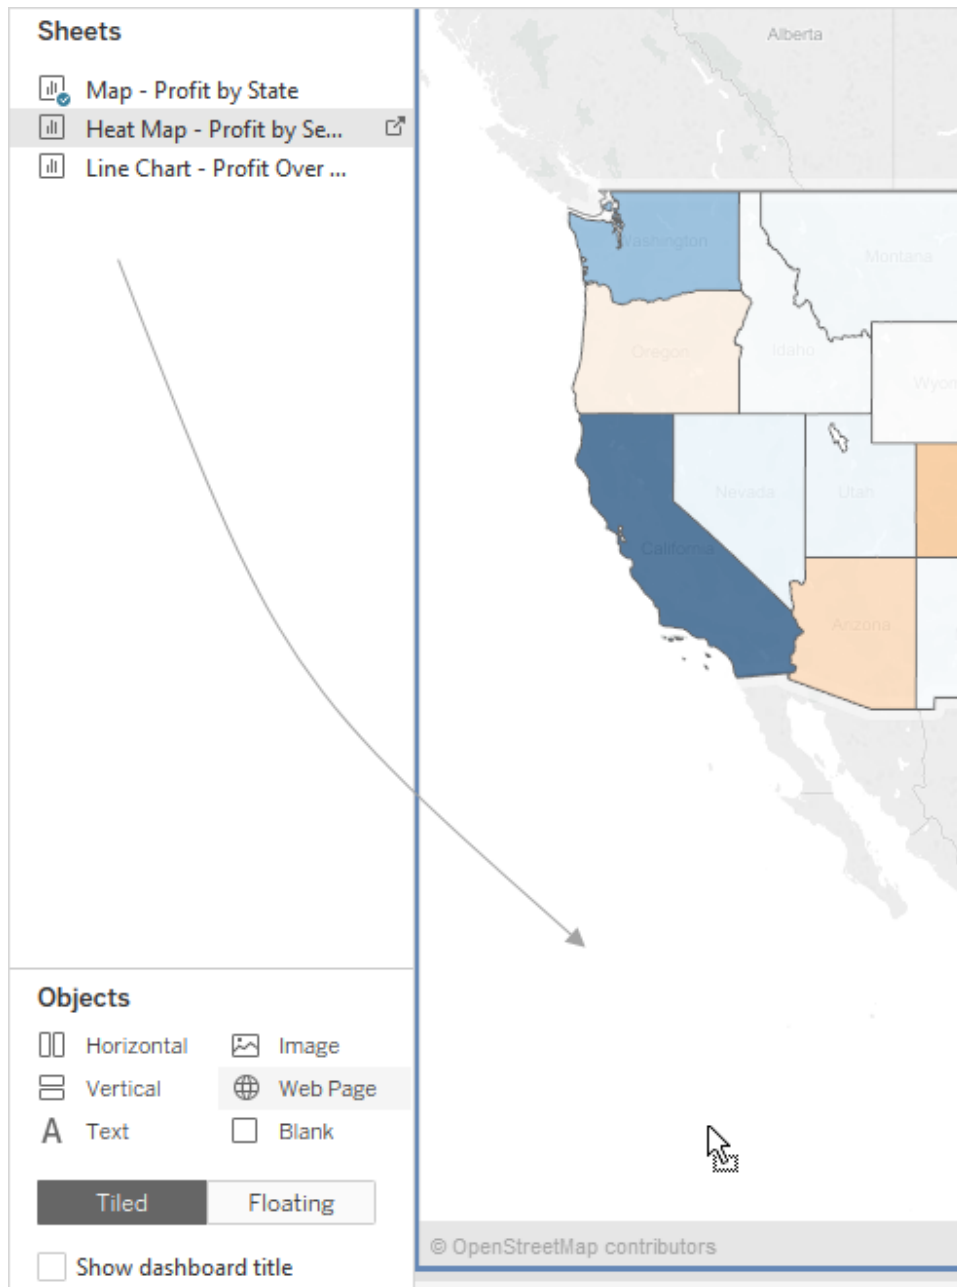 Sheets
Map - Profit by State
Heat Map - Profit by Se...
Line Chart - Profit Over ...
Objects
Horizontal
Image
Vertical
Web Page
A Text
Blank
Tiled
Floating
Show dashboard title
Alberta
Washington
Montana
Oregon
Idaho
Wyom
Nevada
Utah
California
Arizona
© OpenStreetMap contributors